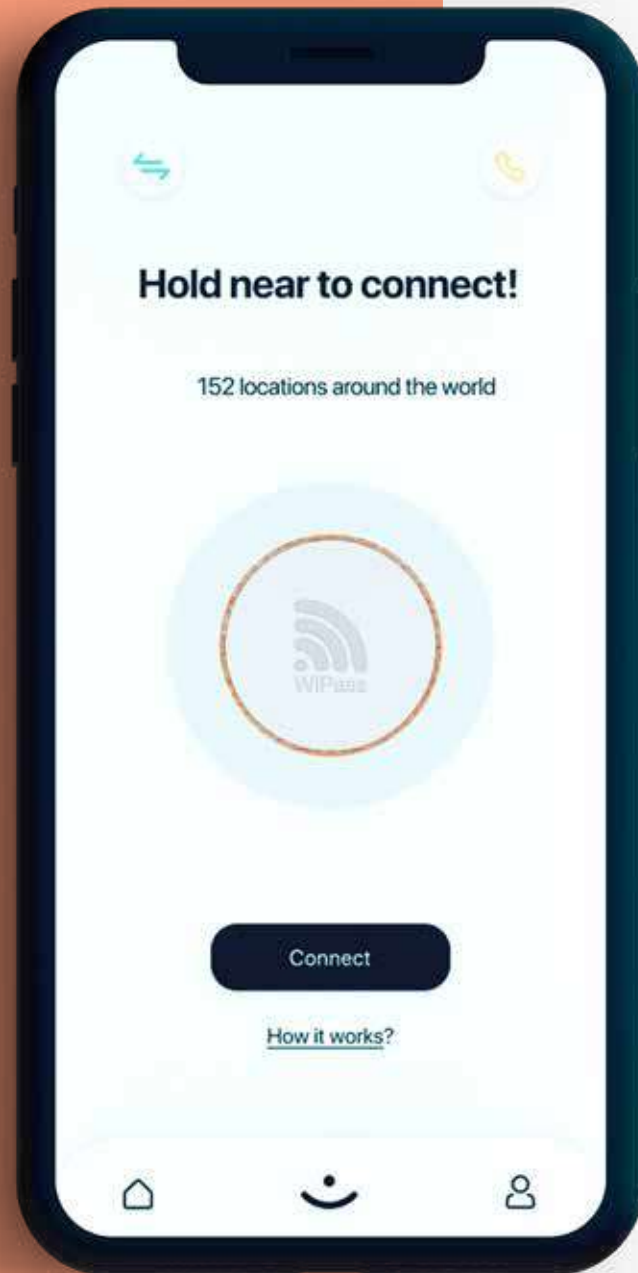 Hold near to connect!
152 locations around the world
WiPass
Connect
How it works?